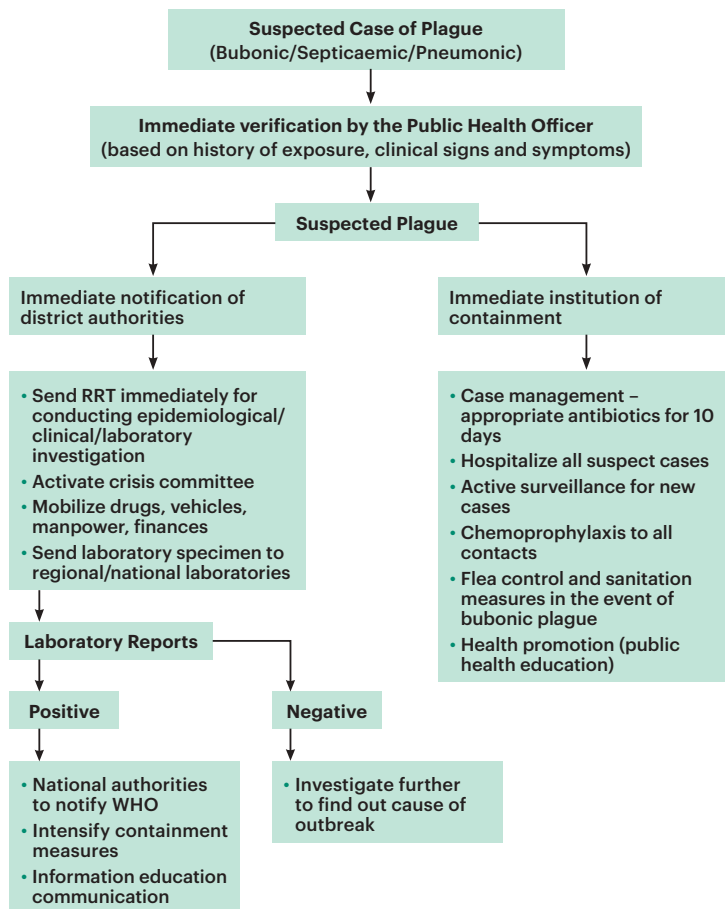 Suspected Case of Plague
(Bubonic/Septicaemic/Pneumonic)
Immediate verification by the Public Health Officer
(based on history of exposure, clinical signs and symptoms)
Suspected Plague
Immediate notification of
district authorities
• Send RRT immediately for
conducting epidemiological/
clinical/laboratory
investigation
• Activate crisis committee
• Mobilize drugs, vehicles,
manpower, finances
• Send laboratory specimen to
regional/national laboratories
Laboratory Reports
Positive
• National authorities
to notify WHO
• Intensify containment
measures
• Information education
communication
Negative
• Investigate further
to find out cause of
outbreak
Immediate institution of
containment
• Case management –
appropriate antibiotics for 10
days
• Hospitalize all suspect cases
• Active surveillance for new
cases
• Chemoprophylaxis to all
contacts
• Flea control and sanitation
measures in the event of
bubonic plague
• Health promotion (public
health education)